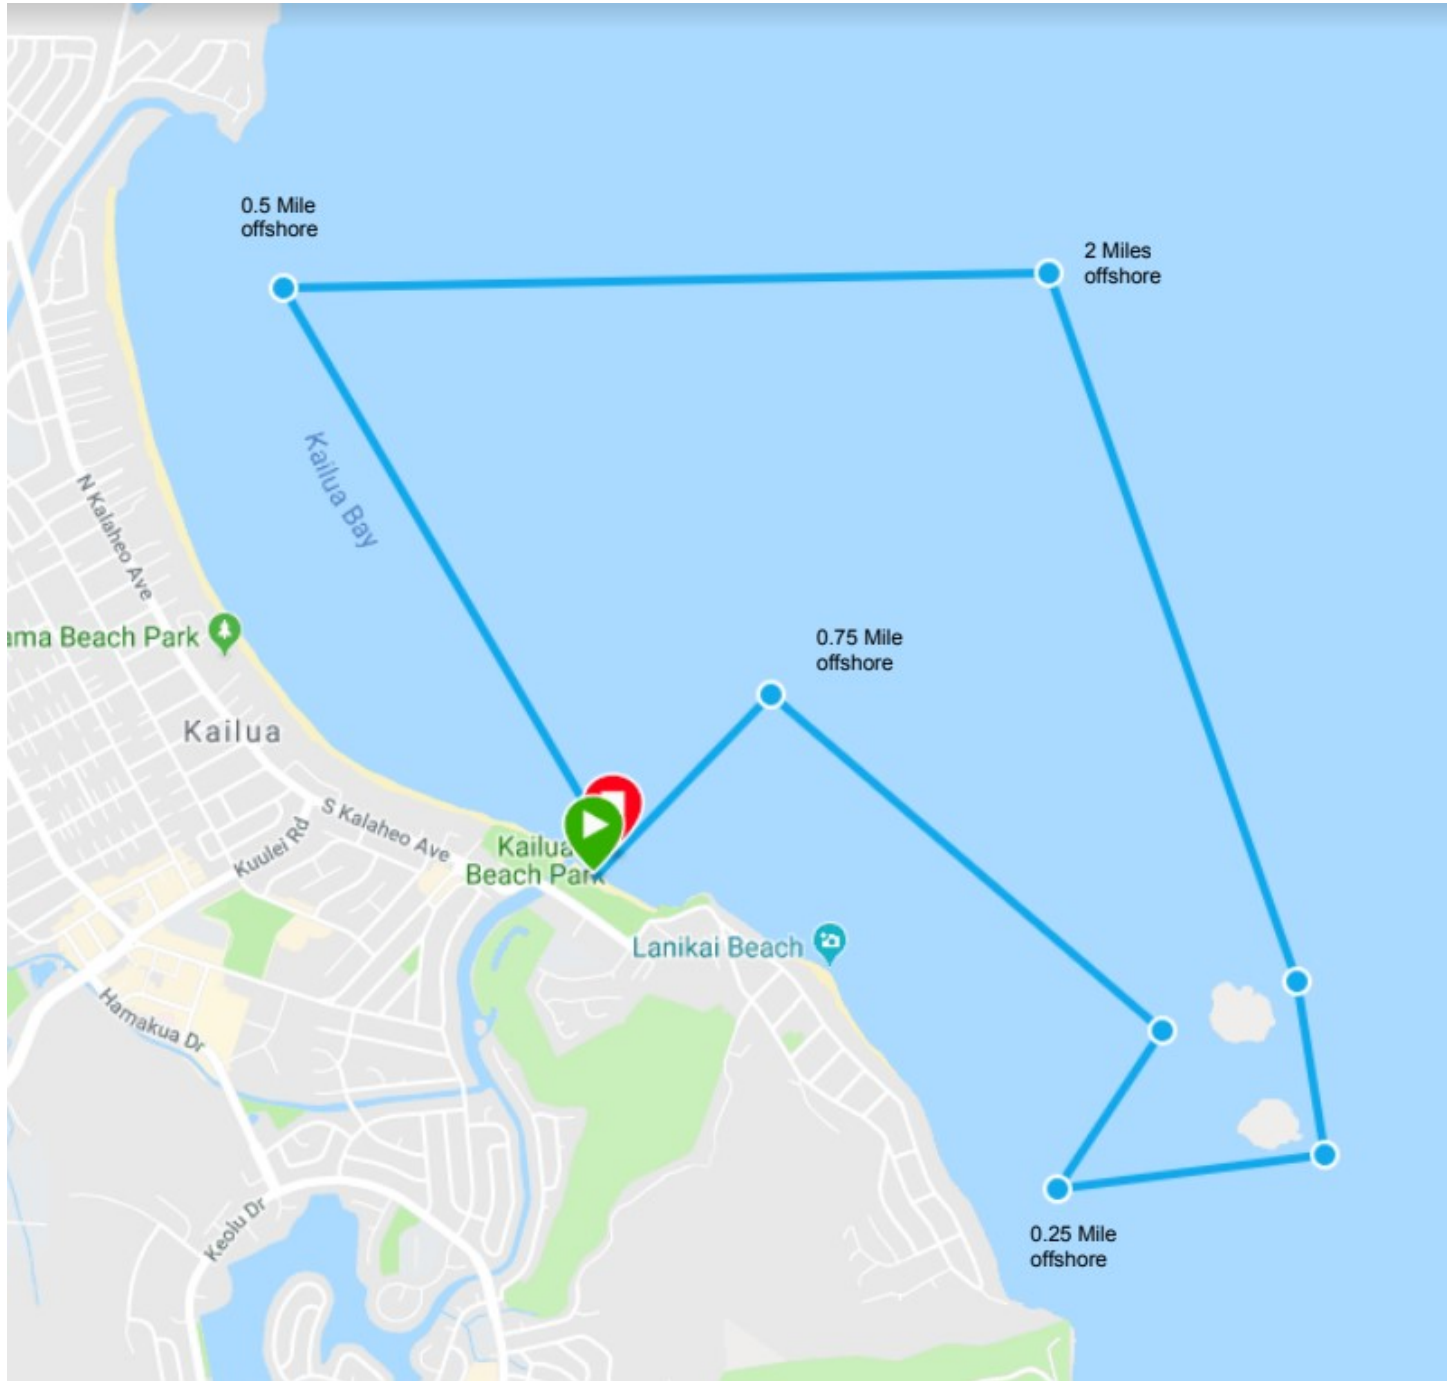 0.5 Mile
offshore
2 Miles
offshore
Kailua Bay
N Kalaheo Ave
ama Beach Park
0.75 Mile
offshore
Kailua
S Kalaheo Ave
Kuulei Rd
Kailua
Beach Park
Lanikai Beach
Hamakua Dr
Keolu Dr
0.25 Mile
offshore